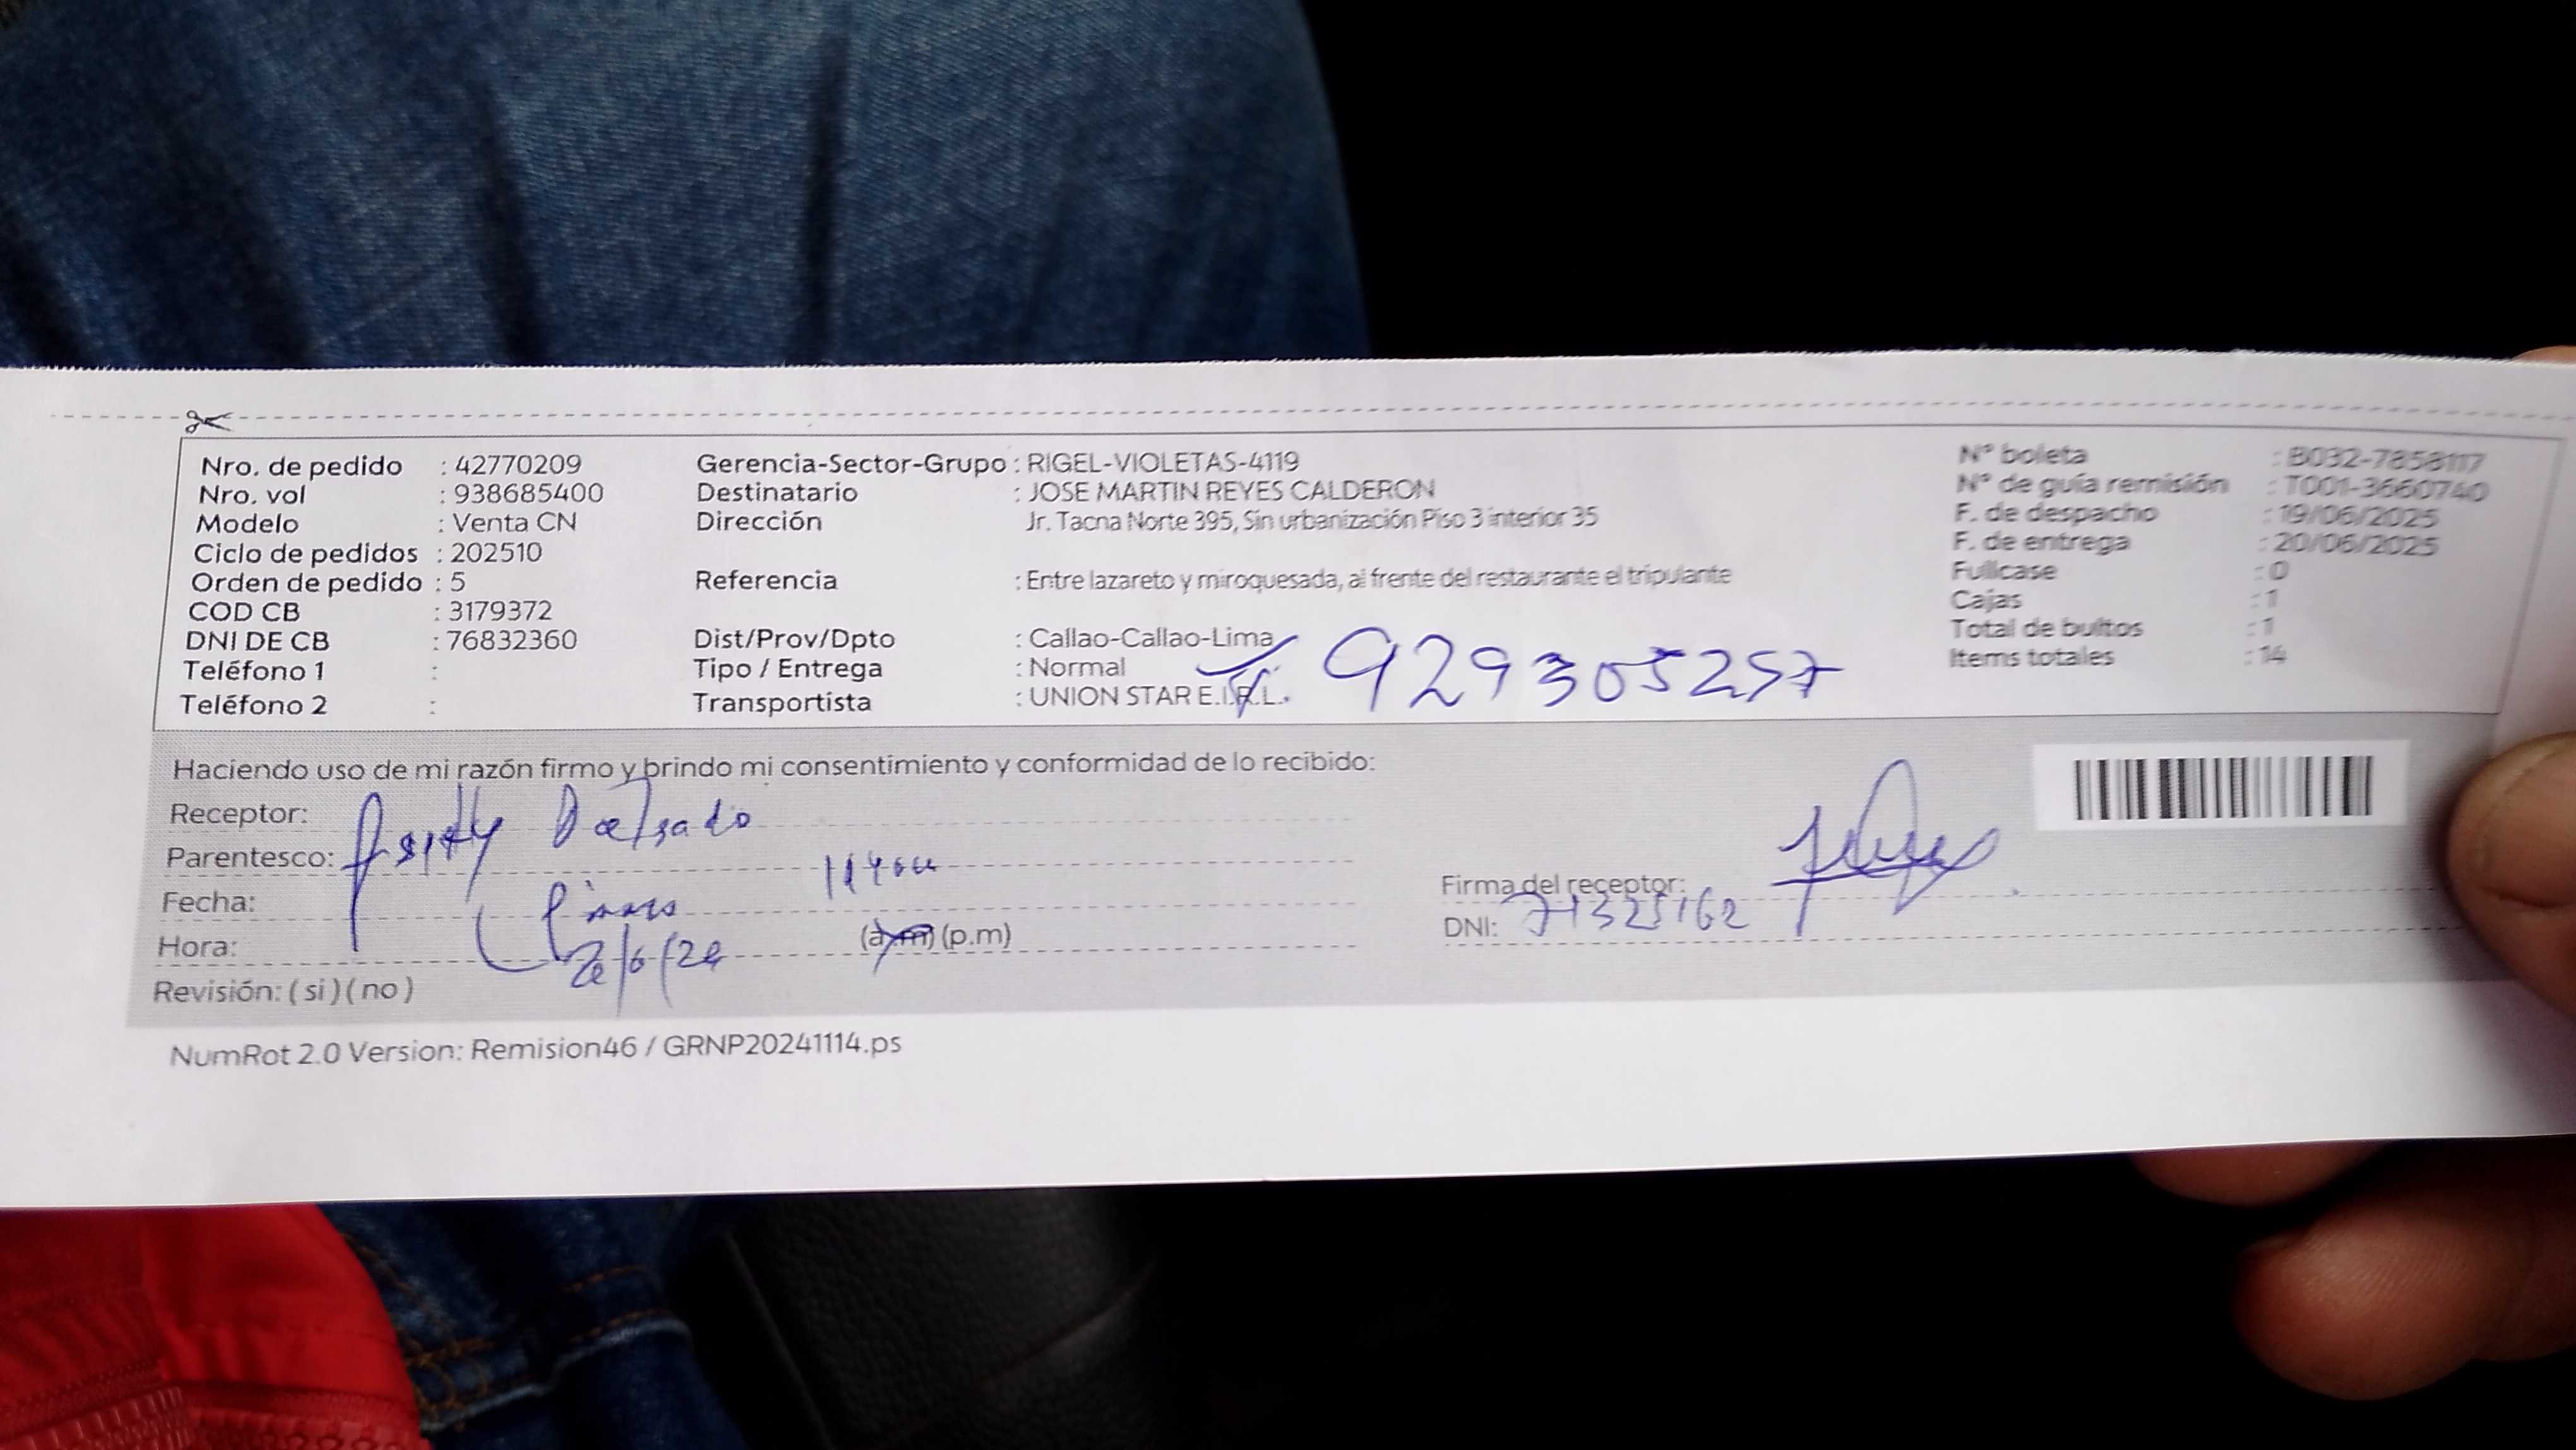 Nro. de pedido : 42770209
Nro. vol : 938685400
Modelo : Venta CN
Ciclo de pedidos : 202510
Orden de pedido : 5
COD CB : 3179372
DNI DE CB : 76832360
Teléfono 1 :
Teléfono 2 :
Gerencia-Sector-Grupo : RIGEL-VIOLETAS-4119
Destinatario : JOSE MARTIN REYES CALDERON
Dirección Jr. Tacna Norte 395, Sin urbanización Piso 3 interior 35
Referencia : Entre lazareto y miroquesada, al frente del restaurante el tripulante
Dist/Prov/Dpto : Callao-Callao-Lima
Tipo / Entrega : Normal
Transportista : UNION STAR E.I.R.L.
929305257
N° boleta : B032-7858117
N° de guía remisión : T001-3660740
F. de despacho : 19/06/2025
F. de entrega : 20/06/2025
Fullcase : 0
Cajas : 1
Total de bultos : 1
Items totales : 14
Haciendo uso de mi razón firmo y brindo mi consentimiento y conformidad de lo recibido:
Receptor: Delgado
Parentesco:
Fecha:
Hora: (a.m) (p.m)
Revisión: ( si ) ( no )
Firma del receptor:
DNI: 71325162
NumRot 2.0 Version: Remision46 / GRNP20241114.ps